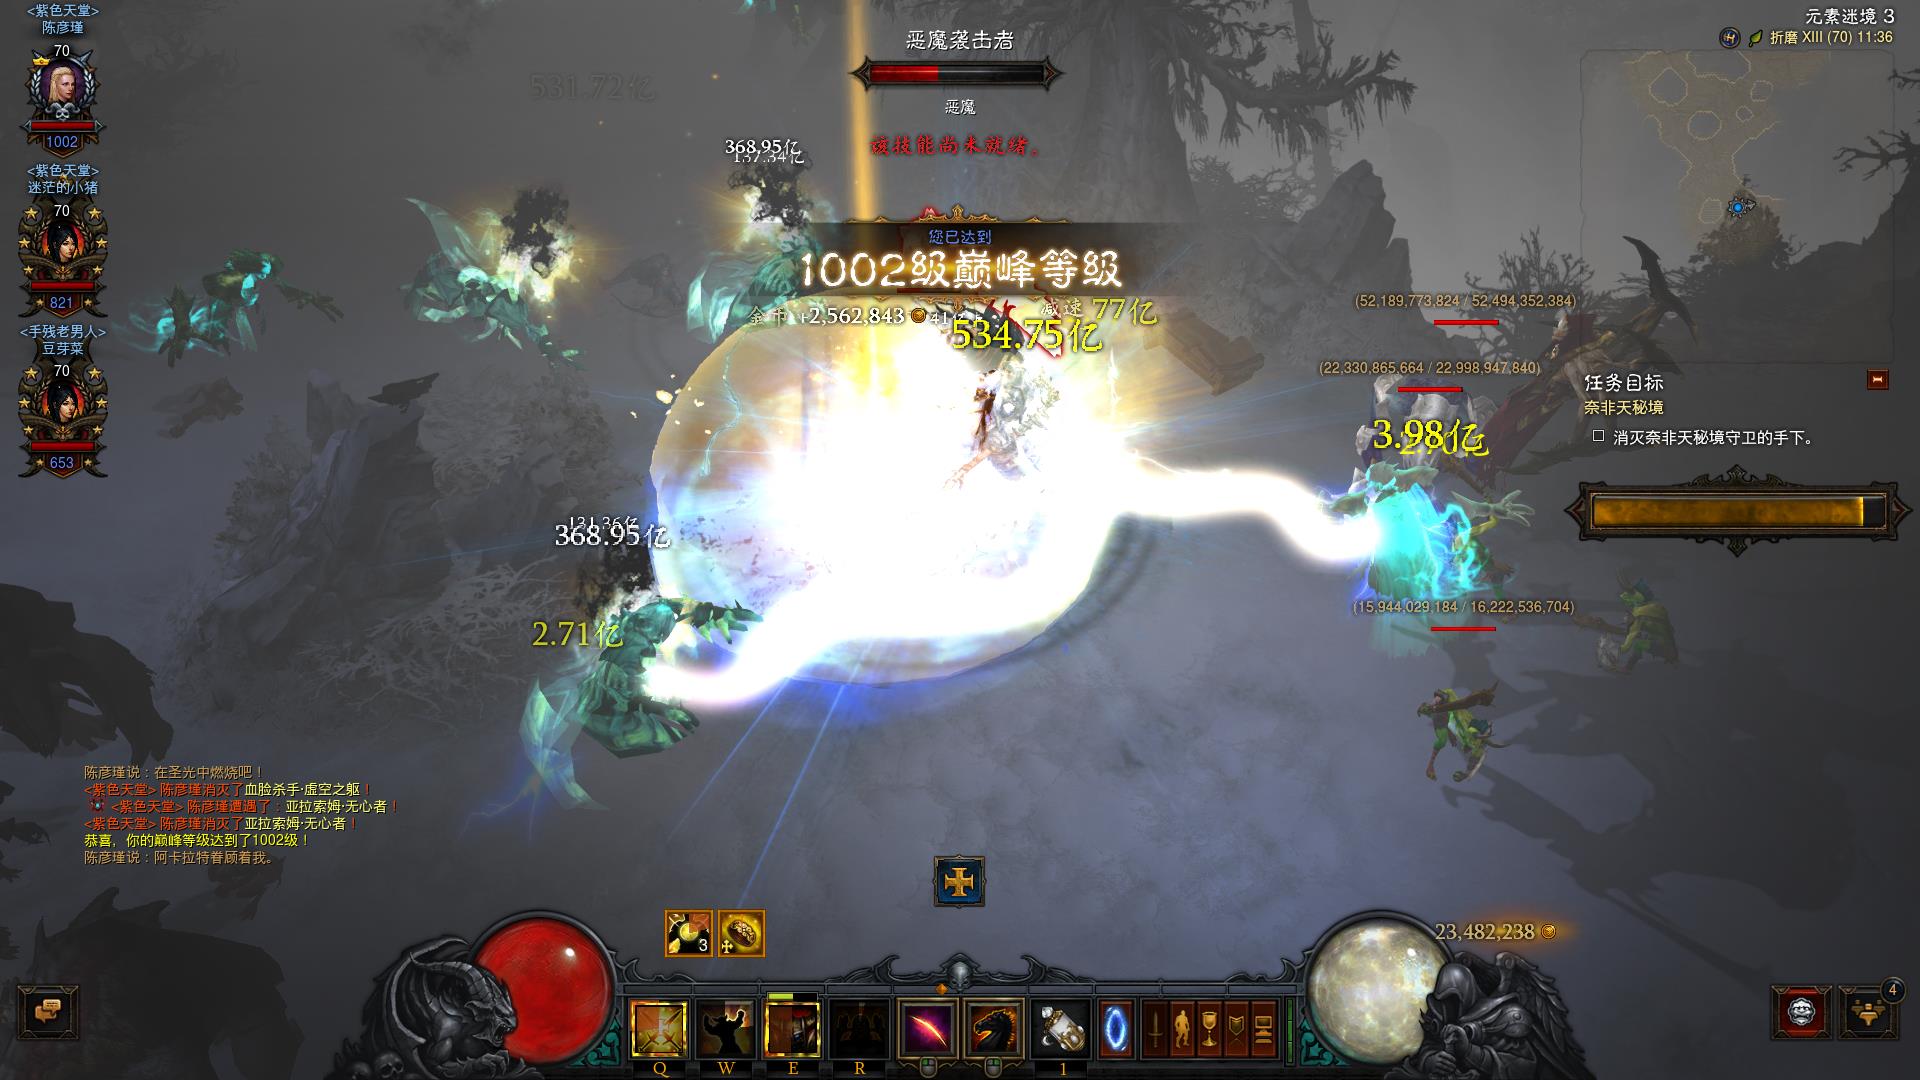 <紫色天堂>
陈彦瑾
70
1002
<紫色天堂>
迷茫的小猪
70
821
<手残老男人>
豆芽菜
70
653
恶魔袭击者
恶魔
该技能尚未就绪。
531.72亿
368.95亿
137.34亿
您已达到
1002级巅峰等级
金币 +2,562,843
减速 77亿
534.75亿
元素迷境 3
折磨 XIII (70) 11:36
(52,189,773,824 / 52,494,352,384)
(22,330,865,664 / 22,998,947,840)
3.98亿
任务目标
奈非天秘境
消灭奈非天秘境守卫的手下。
131.36亿
368.95亿
2.71亿
(15,944,029,184 / 16,222,536,704)
陈彦瑾说：在圣光中燃烧吧！
<紫色天堂> 陈彦瑾消灭了血脸杀手·虚空之躯！
<紫色天堂> 陈彦瑾遭遇了：亚拉索姆·无心者！
<紫色天堂> 陈彦瑾消灭了亚拉索姆·无心者！
恭喜，你的巅峰等级达到了1002级！
陈彦瑾说：阿卡拉特眷顾着我。
3
23,482,238
4
Q
W
E
R
1